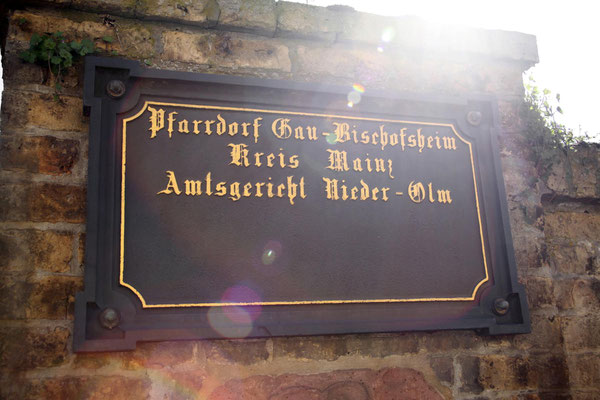 Pfarrdorf Gau-Bischofsheim
Kreis Mainz
Amtsgericht Nieder-Olm